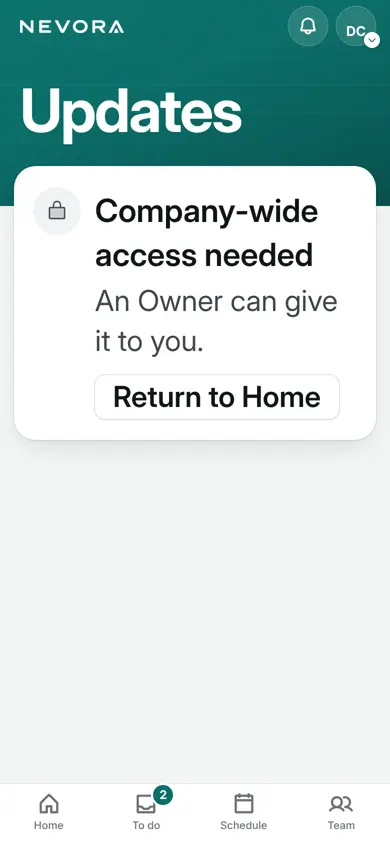 NEVORA
DC
Updates
Company-wide
access needed
An Owner can give
it to you.
Return to Home
2
Home
To do
Schedule
Team